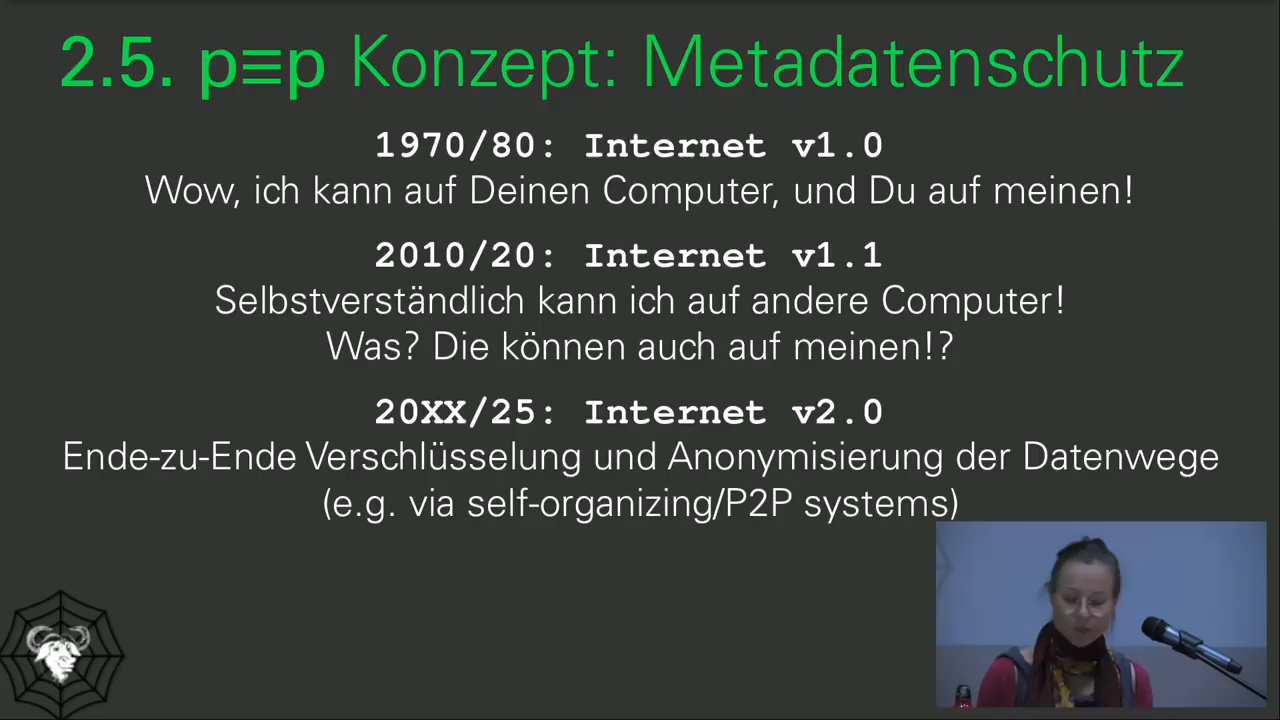 2.5. p≡p Konzept: Metadatenschutz
1970/80: Internet v1.0
Wow, ich kann auf Deinen Computer, und Du auf meinen!
2010/20: Internet v1.1
Selbstverständlich kann ich auf andere Computer!
Was? Die können auch auf meinen!?
20XX/25: Internet v2.0
Ende-zu-Ende Verschlüsselung und Anonymisierung der Datenwege
(e.g. via self-organizing/P2P systems)